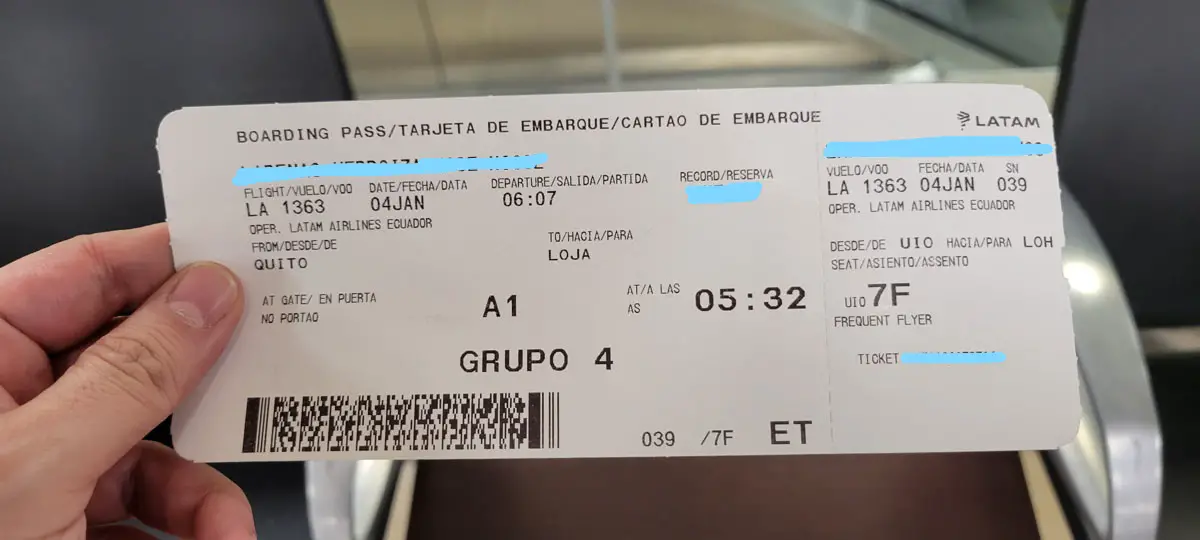 BOARDING PASS/TARJETA DE EMBARQUE/CARTAO DE EMBARQUE
FLIGHT/VUELO/VOO DATE/FECHA/DATA DEPARTURE/SALIDA/PARTIDA RECORD/RESERVA
LA 1363 04JAN 06:07
OPER. LATAM AIRLINES ECUADOR
FROM/DESDE/DE TO/HACIA/PARA
QUITO LOJA
AT GATE/ EN PUERTA A1 AT/A LAS 05:32
NO PORTAO AS
GRUPO 4
039 /7F ET
LATAM
VUELO/VOO FECHA/DATA SN
LA 1363 04JAN 039
OPER. LATAM AIRLINES ECUADOR
DESDE/DE UIO HACIA/PARA LOH
SEAT/ASIENTO/ASSENTO
UIO 7F
FREQUENT FLYER
TICKET